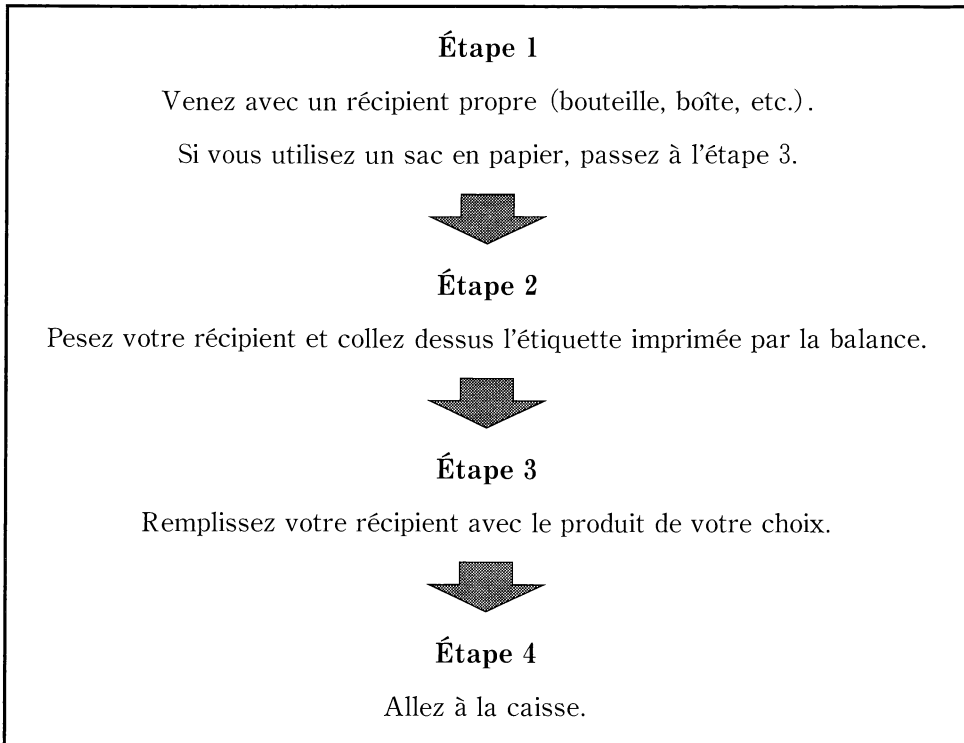 Étape 1
Venez avec un récipient propre (bouteille, boîte, etc.).
Si vous utilisez un sac en papier, passez à l'étape 3.
Étape 2
Pesez votre récipient et collez dessus l'étiquette imprimée par la balance.
Étape 3
Remplissez votre récipient avec le produit de votre choix.
Étape 4
Allez à la caisse.